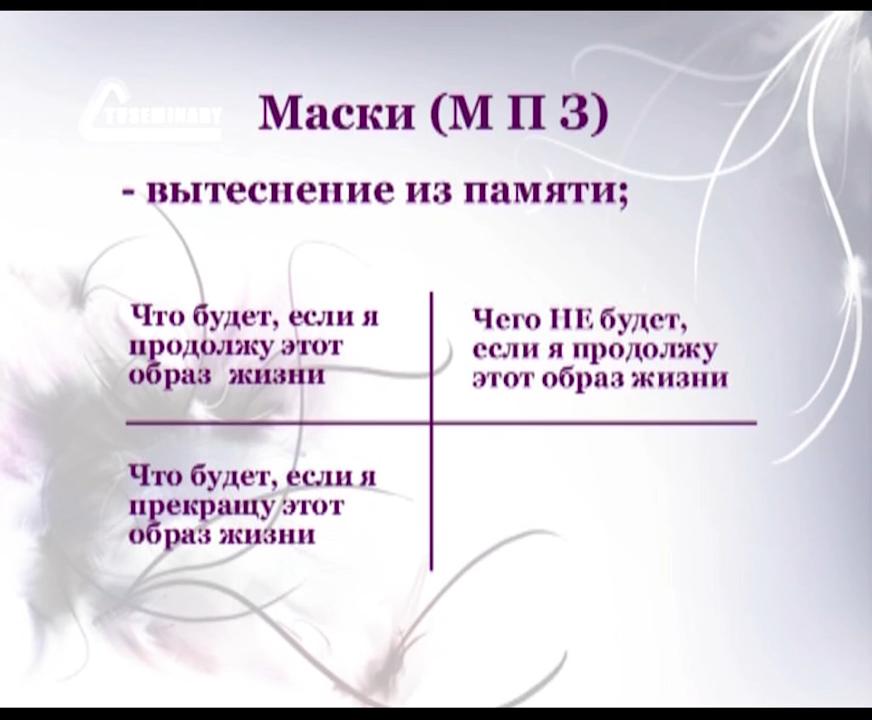 TVSEMINARY
Маски (М П З)
- вытеснение из памяти;
Что будет, если я
продолжу этот
образ жизни
Чего НЕ будет,
если я продолжу
этот образ жизни
Что будет, если я
прекращу этот
образ жизни